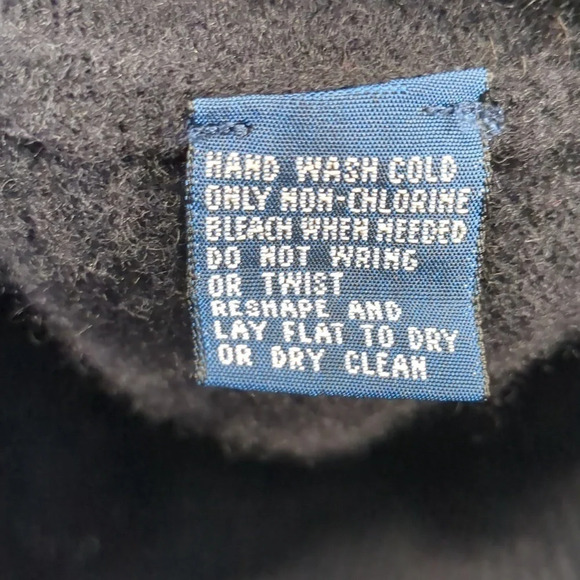 HAND WASH COLD
ONLY NON-CHLORINE
BLEACH WHEN NEEDED
DO NOT WRING
OR TWIST
RESHAPE AND
LAY FLAT TO DRY
OR DRY CLEAN